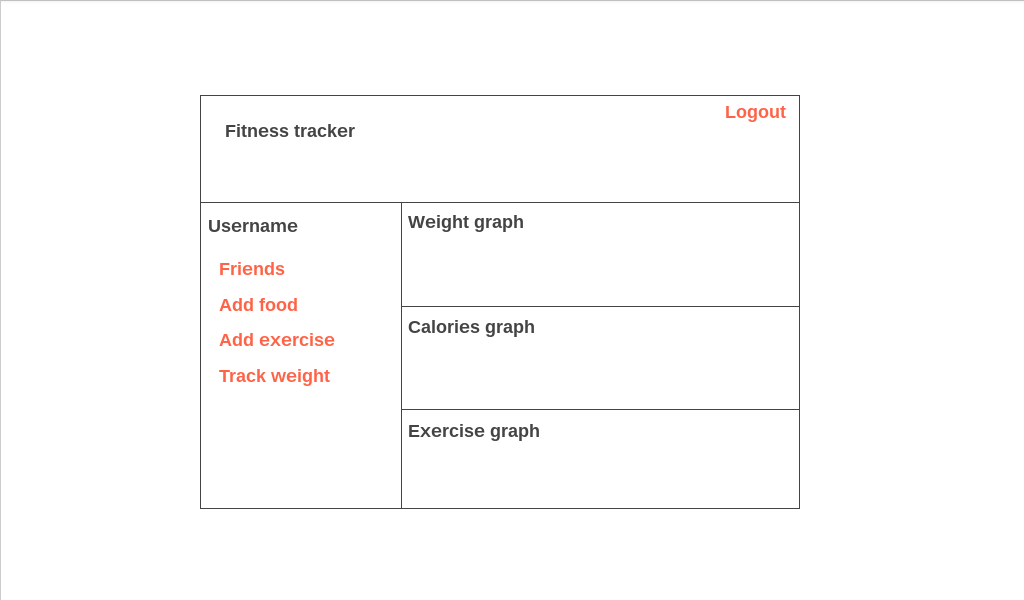 Logout
Fitness tracker
Username
Friends
Add food
Add exercise
Track weight
Weight graph
Calories graph
Exercise graph